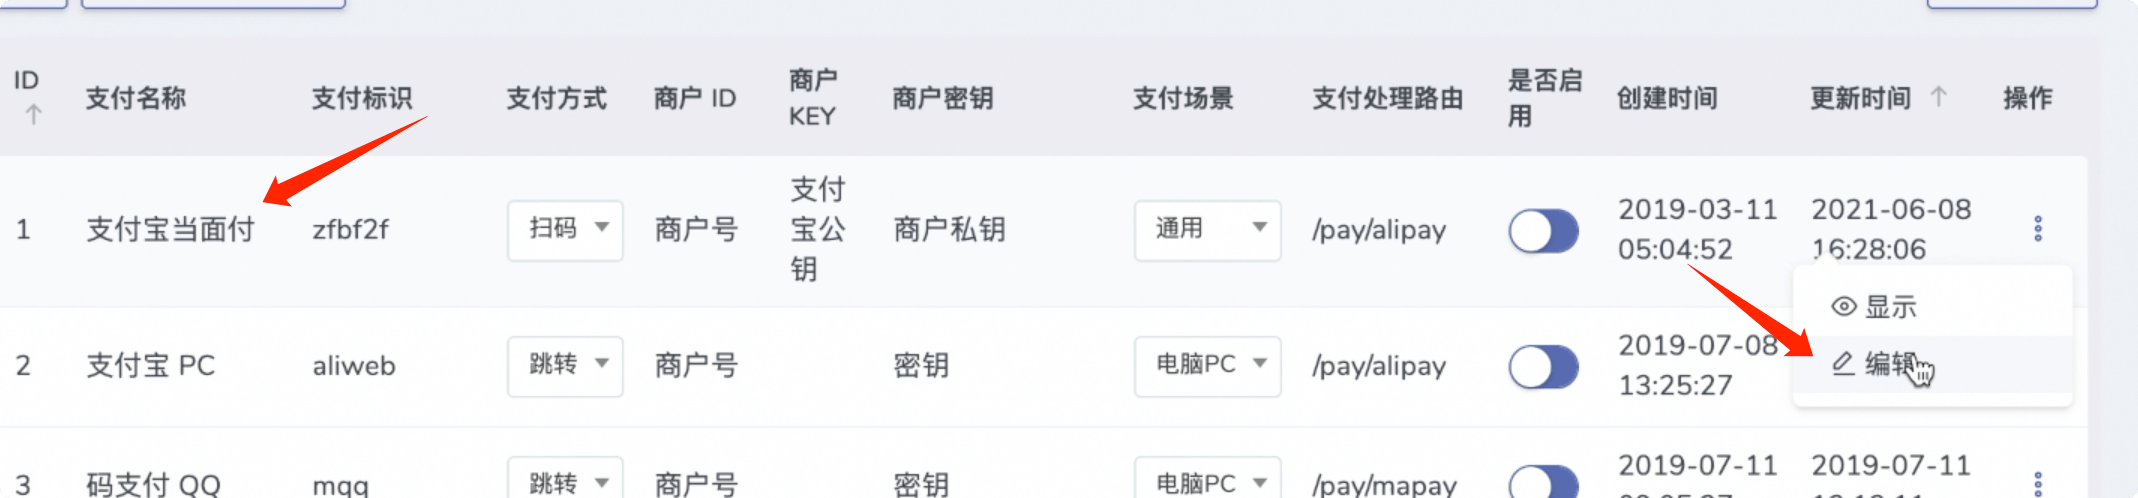 ID 支付名称 支付标识 支付方式 商户 ID 商户 KEY 商户密钥 支付场景 支付处理路由 是否启用 创建时间 更新时间 操作
1 支付宝当面付 zfbf2f 扫码 商户号 支付宝公钥 商户私钥 通用 /pay/alipay 2019-03-11 05:04:52 2021-06-08 16:28:06
显示
编辑
2 支付宝 PC aliweb 跳转 商户号 密钥 电脑PC /pay/alipay 2019-07-08 13:25:27
3 码支付 QQ mqq 跳转 商户号 密钥 电脑PC /pay/mapay 2019-07-11 2019-07-11